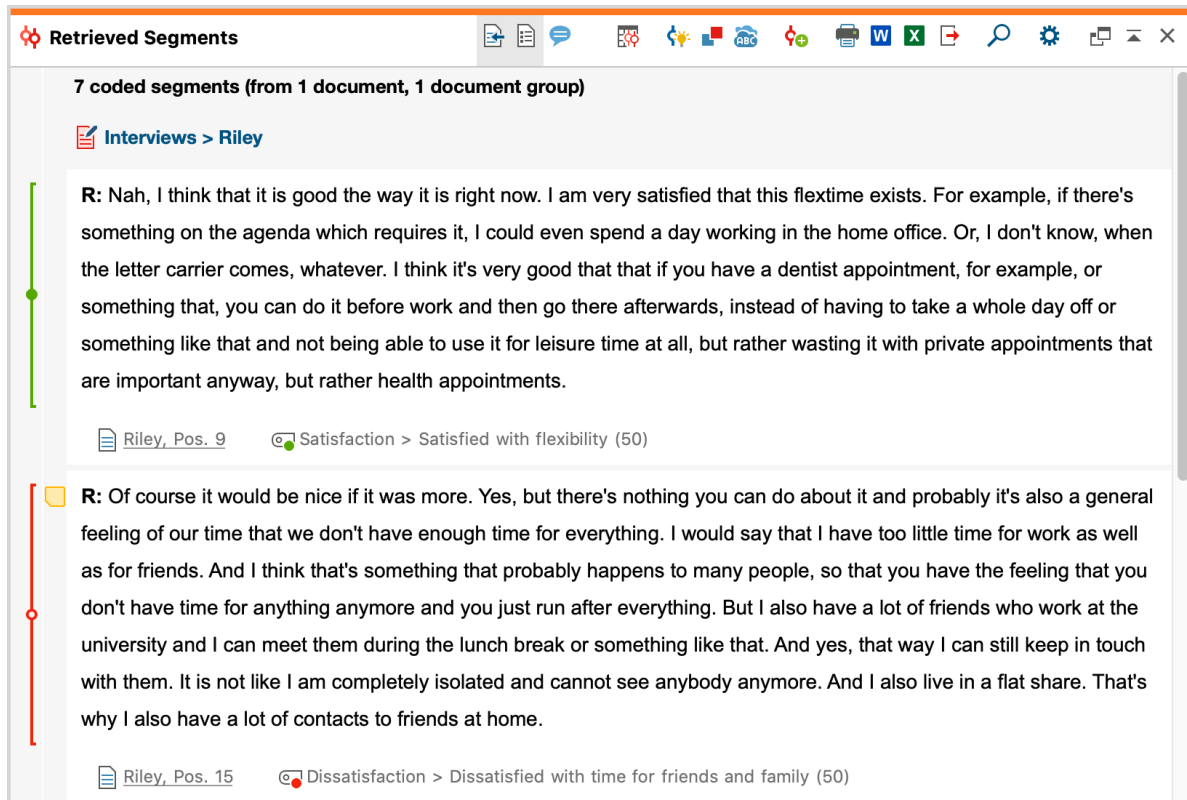 Retrieved Segments
ABC
W
X
7 coded segments (from 1 document, 1 document group)
Interviews > Riley
R: Nah, I think that it is good the way it is right now. I am very satisfied that this flextime exists. For example, if there's
something on the agenda which requires it, I could even spend a day working in the home office. Or, I don't know, when
the letter carrier comes, whatever. I think it's very good that that if you have a dentist appointment, for example, or
something that, you can do it before work and then go there afterwards, instead of having to take a whole day off or
something like that and not being able to use it for leisure time at all, but rather wasting it with private appointments that
are important anyway, but rather health appointments.
Riley, Pos. 9 Satisfaction > Satisfied with flexibility (50)
R: Of course it would be nice if it was more. Yes, but there's nothing you can do about it and probably it's also a general
feeling of our time that we don't have enough time for everything. I would say that I have too little time for work as well
as for friends. And I think that's something that probably happens to many people, so that you have the feeling that you
don't have time for anything anymore and you just run after everything. But I also have a lot of friends who work at the
university and I can meet them during the lunch break or something like that. And yes, that way I can still keep in touch
with them. It is not like I am completely isolated and cannot see anybody anymore. And I also live in a flat share. That's
why I also have a lot of contacts to friends at home.
Riley, Pos. 15 Dissatisfaction > Dissatisfied with time for friends and family (50)